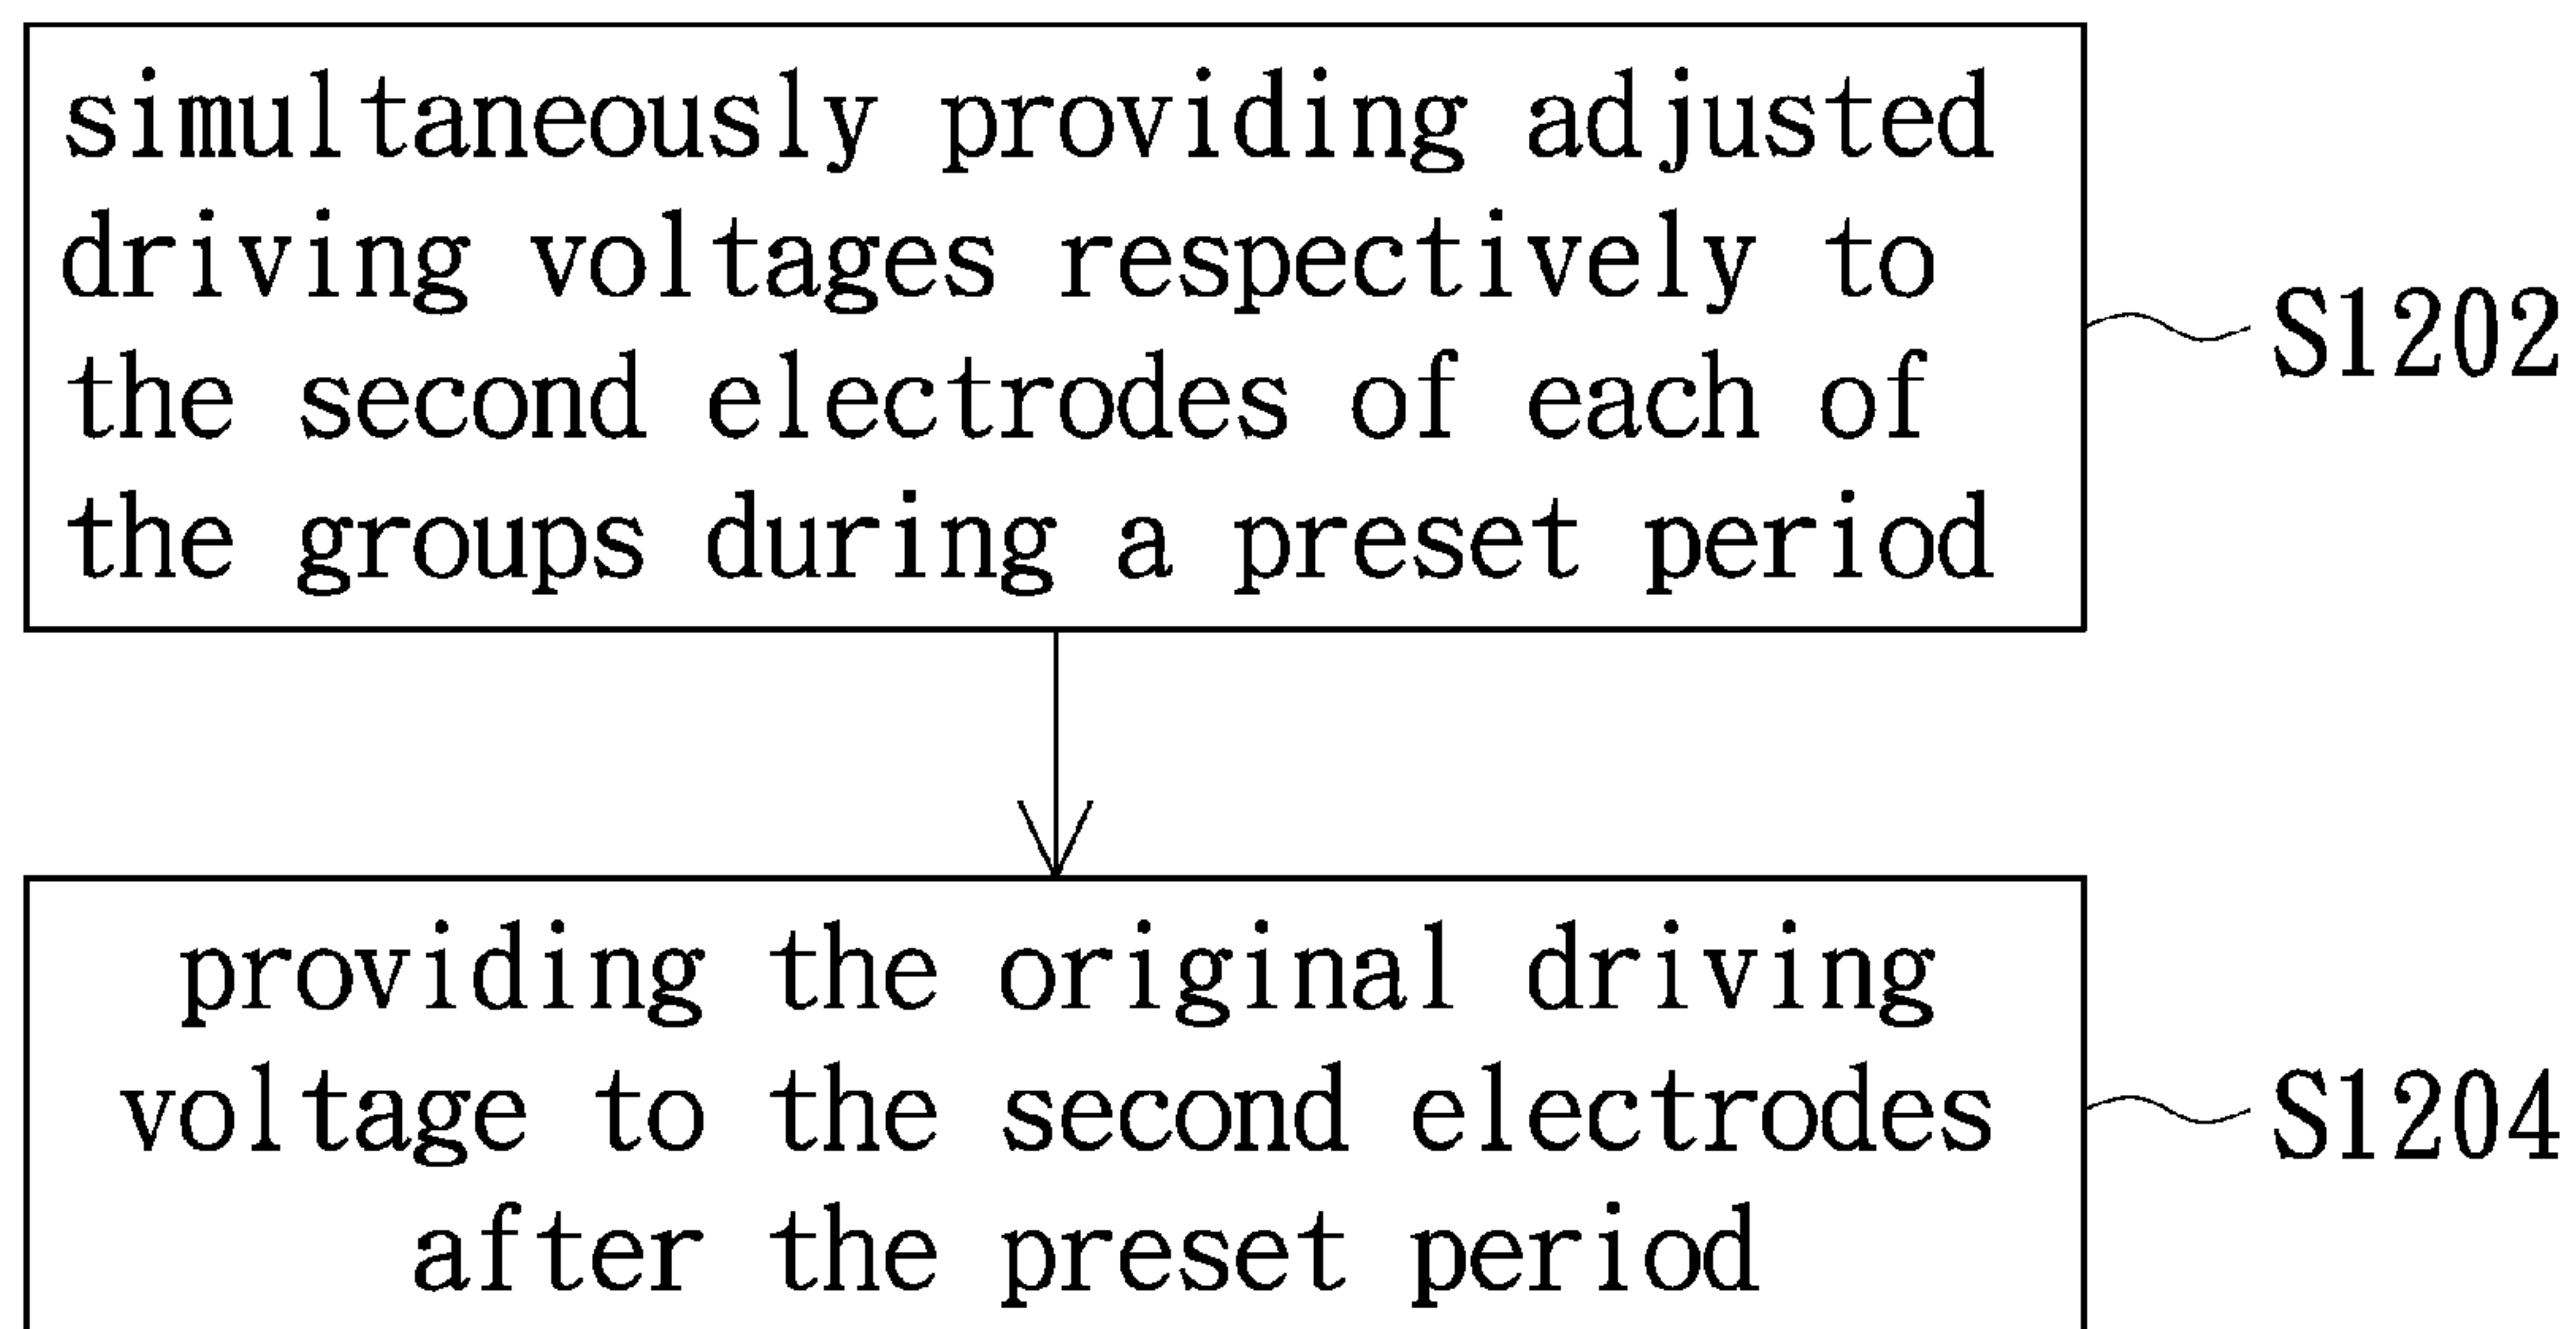 simultaneously providing adjusted
driving voltages respectively to
the second electrodes of each of
the groups during a preset period
S1202
providing the original driving
voltage to the second electrodes
after the preset period
S1204